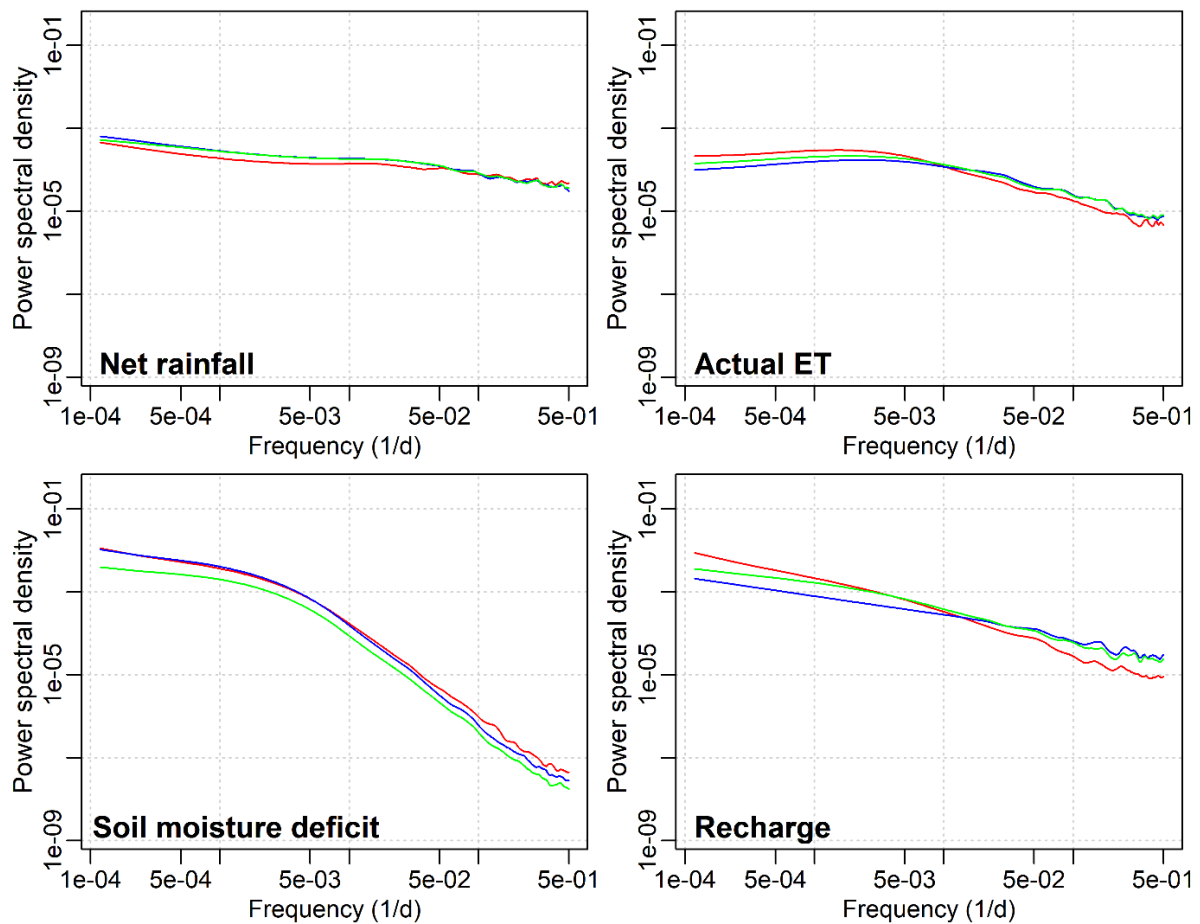 Power spectral density
1e-01
1e-05
1e-09
Net rainfall
1e-04 5e-04 5e-03 5e-02 5e-01
Frequency (1/d)
Power spectral density
1e-01
1e-05
1e-09
Actual ET
1e-04 5e-03 5e-02 5e-01
Frequency (1/d)
Power spectral density
1e-01
1e-05
1e-09
Soil moisture deficit
1e-04 5e-04 5e-03 5e-02 5e-01
Frequency (1/d)
Power spectral density
1e-01
1e-05
1e-09
Recharge
1e-04 5e-03 5e-02 5e-01
Frequency (1/d)